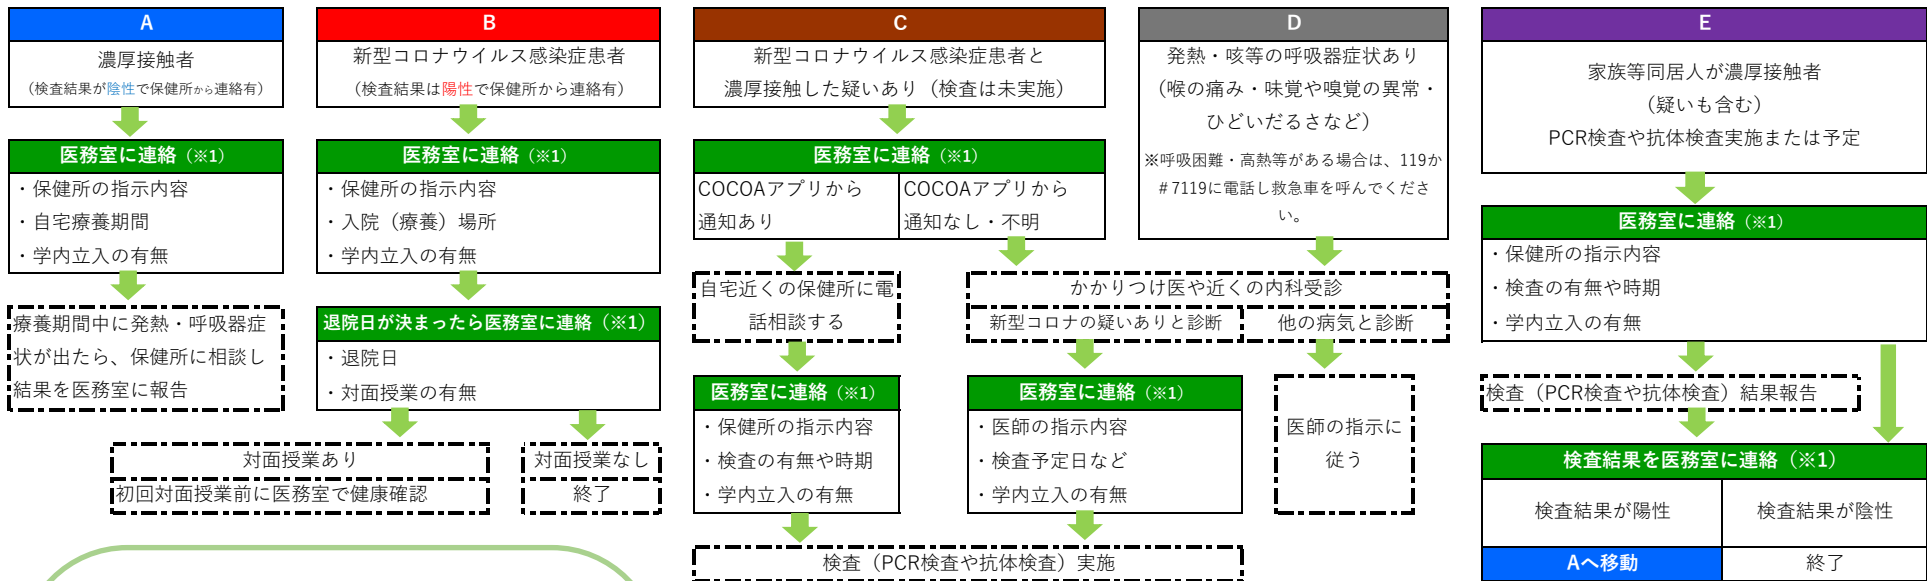 A
濃厚接触者
(検査結果が陰性で保健所から連絡有)
医務室に連絡(※1)
・保健所の指示内容
・自宅療養期間
・学内立入の有無
療養期間中に発熱・呼吸器症
状が出たら、保健所に相談し
結果を医務室に報告
B
新型コロナウイルス感染症患者
(検査結果は陽性で保健所から連絡有)
医務室に連絡(※1)
・保健所の指示内容
・入院(療養)場所
・学内立入の有無
退院日が決まったら医務室に連絡(※1)
・退院日
・対面授業の有無
対面授業あり
初回対面授業前に医務室で健康確認
対面授業なし
終了
C
新型コロナウイルス感染症患者と
濃厚接触した疑いあり(検査は未実施)
医務室に連絡(※1)
COCOAアプリから
通知あり
COCOAアプリから
通知なし・不明
自宅近くの保健所に電
話相談する
医務室に連絡(※1)
・保健所の指示内容
・検査の有無や時期
・学内立入の有無
D
発熱・咳等の呼吸器症状あり
(喉の痛み・味覚や嗅覚の異常・
ひどいだるさなど)
※呼吸困難・高熱等がある場合は、119か
#7119に電話し救急車を呼んでくださ
い。
かかりつけ医や近くの内科受診
新型コロナの疑いありと診断
他の病気と診断
医務室に連絡(※1)
・医師の指示内容
・検査予定日など
・学内立入の有無
医師の指示に
従う
検査(PCR検査や抗体検査)実施
E
家族等同居人が濃厚接触者
(疑いも含む)
PCR検査や抗体検査実施または予定
医務室に連絡(※1)
・保健所の指示内容
・検査の有無や時期
・学内立入の有無
検査(PCR検査や抗体検査)結果報告
検査結果を医務室に連絡(※1)
検査結果が陽性
検査結果が陰性
Aへ移動
終了